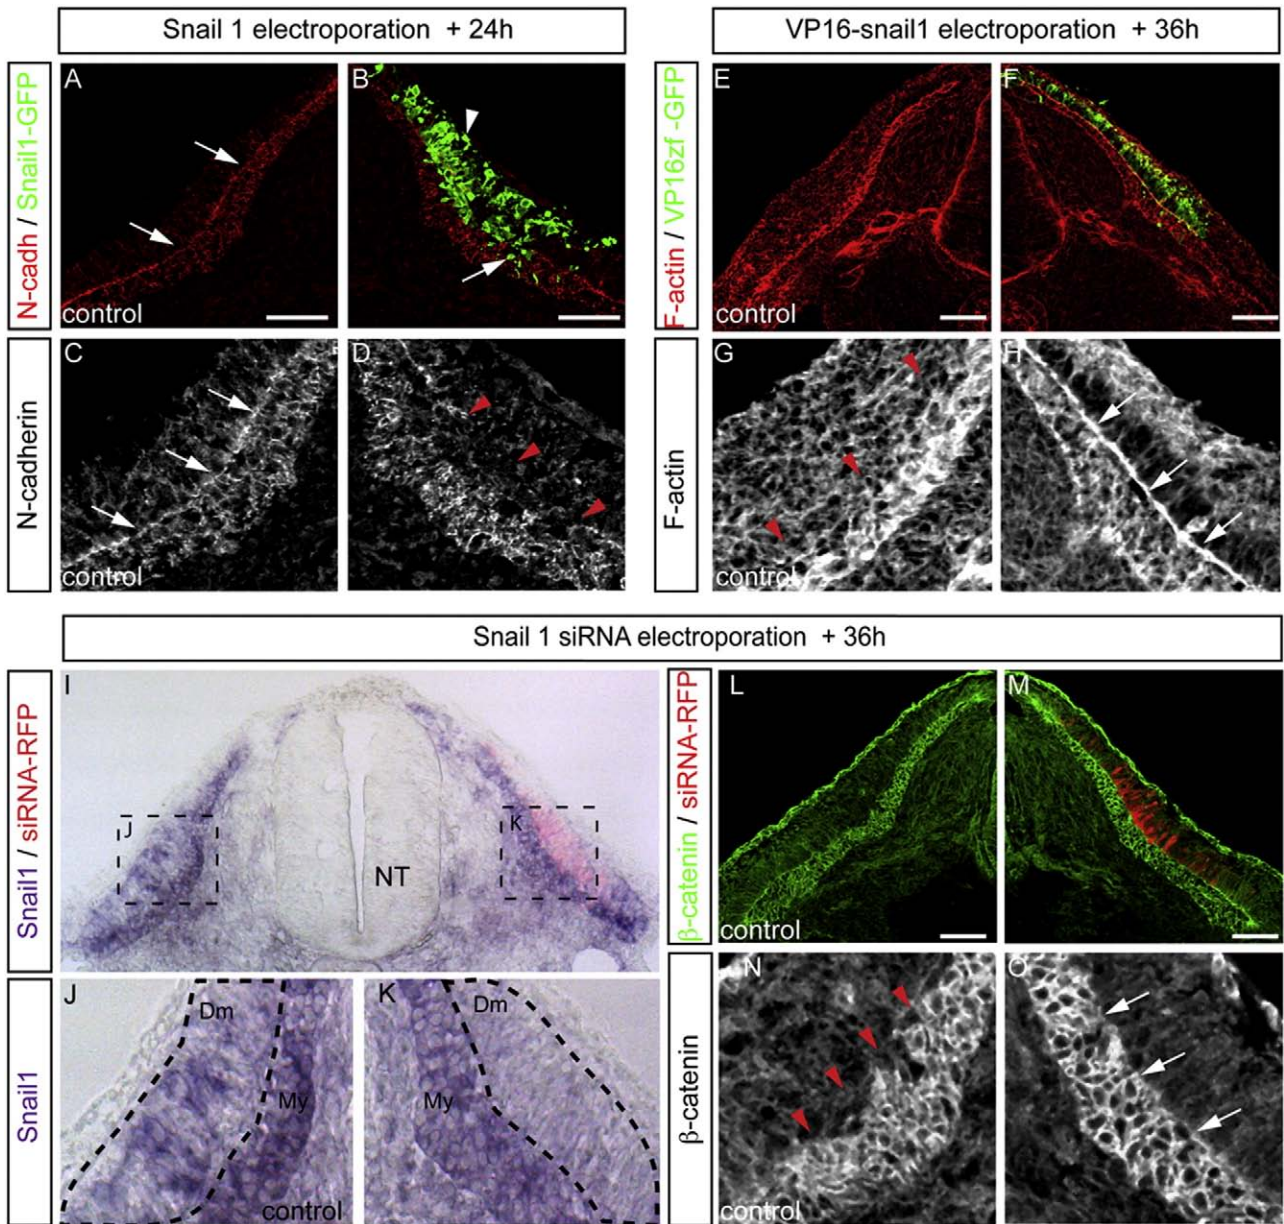 Snail 1 electroporation + 24h
VP16-snail1 electroporation + 36h
N-cadh / Snail1-GFP
A
control
B
F-actin / VP16zf -GFP
E
F
N-cadherin
C
control
D
F-actin
G
control
H
Snail 1 siRNA electroporation + 36h
Snail1 / siRNA-RFP
I
J
K
NT
β-catenin / siRNA-RFP
L
control
M
Snail1
J
Dm
My
control
K
Dm
My
β-catenin
N
control
O